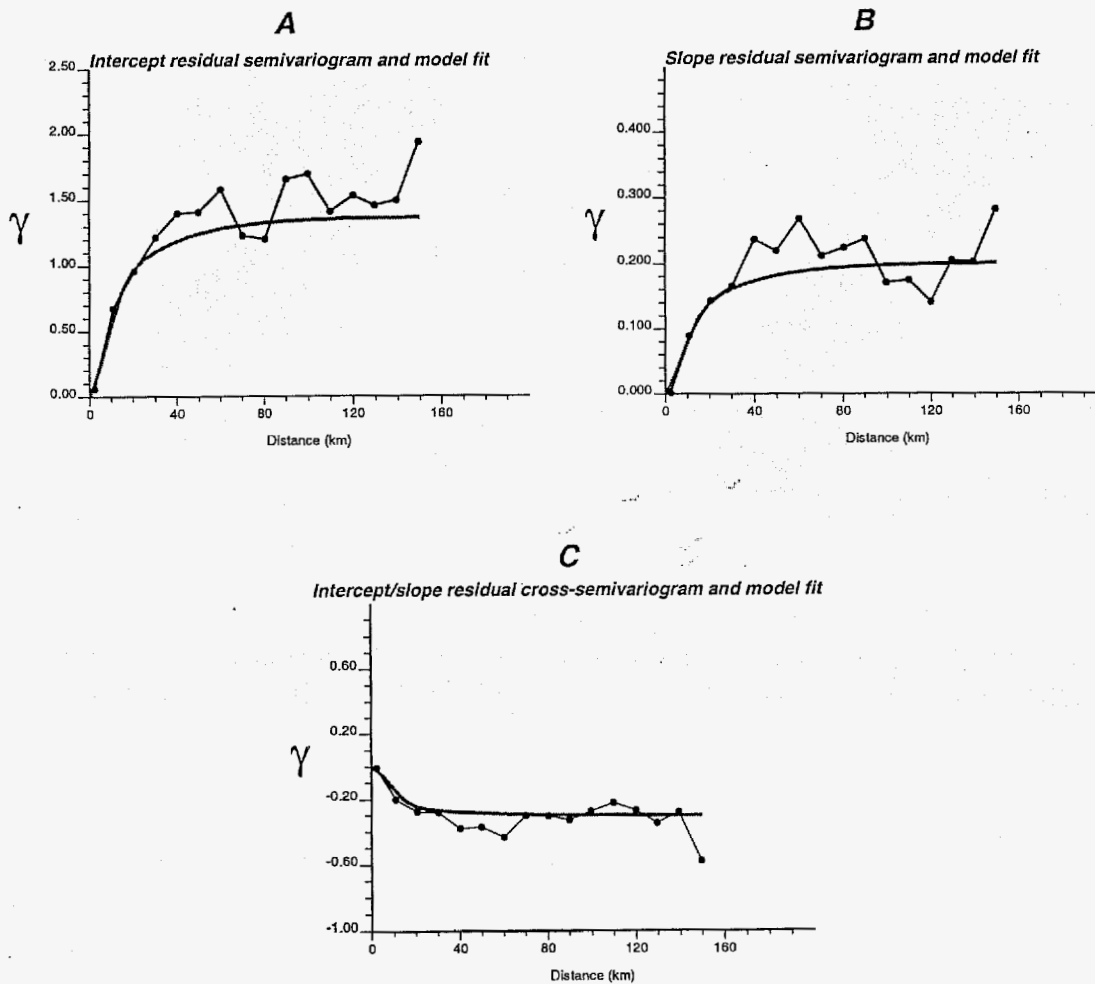 A
Intercept residual semivariogram and model fit
2.50
2.00
1.50
γ
1.00
0.50
0.00
0 40 80 120 160
Distance (km)
B
Slope residual semivariogram and model fit
0.400
0.300
γ
0.200
0.100
0.000
0 40 80 120 160
Distance (km)
C
Intercept/slope residual cross-semivariogram and model fit
0.60
0.20
γ
-0.20
-0.60
-1.00
0 40 80 120 160
Distance (km)